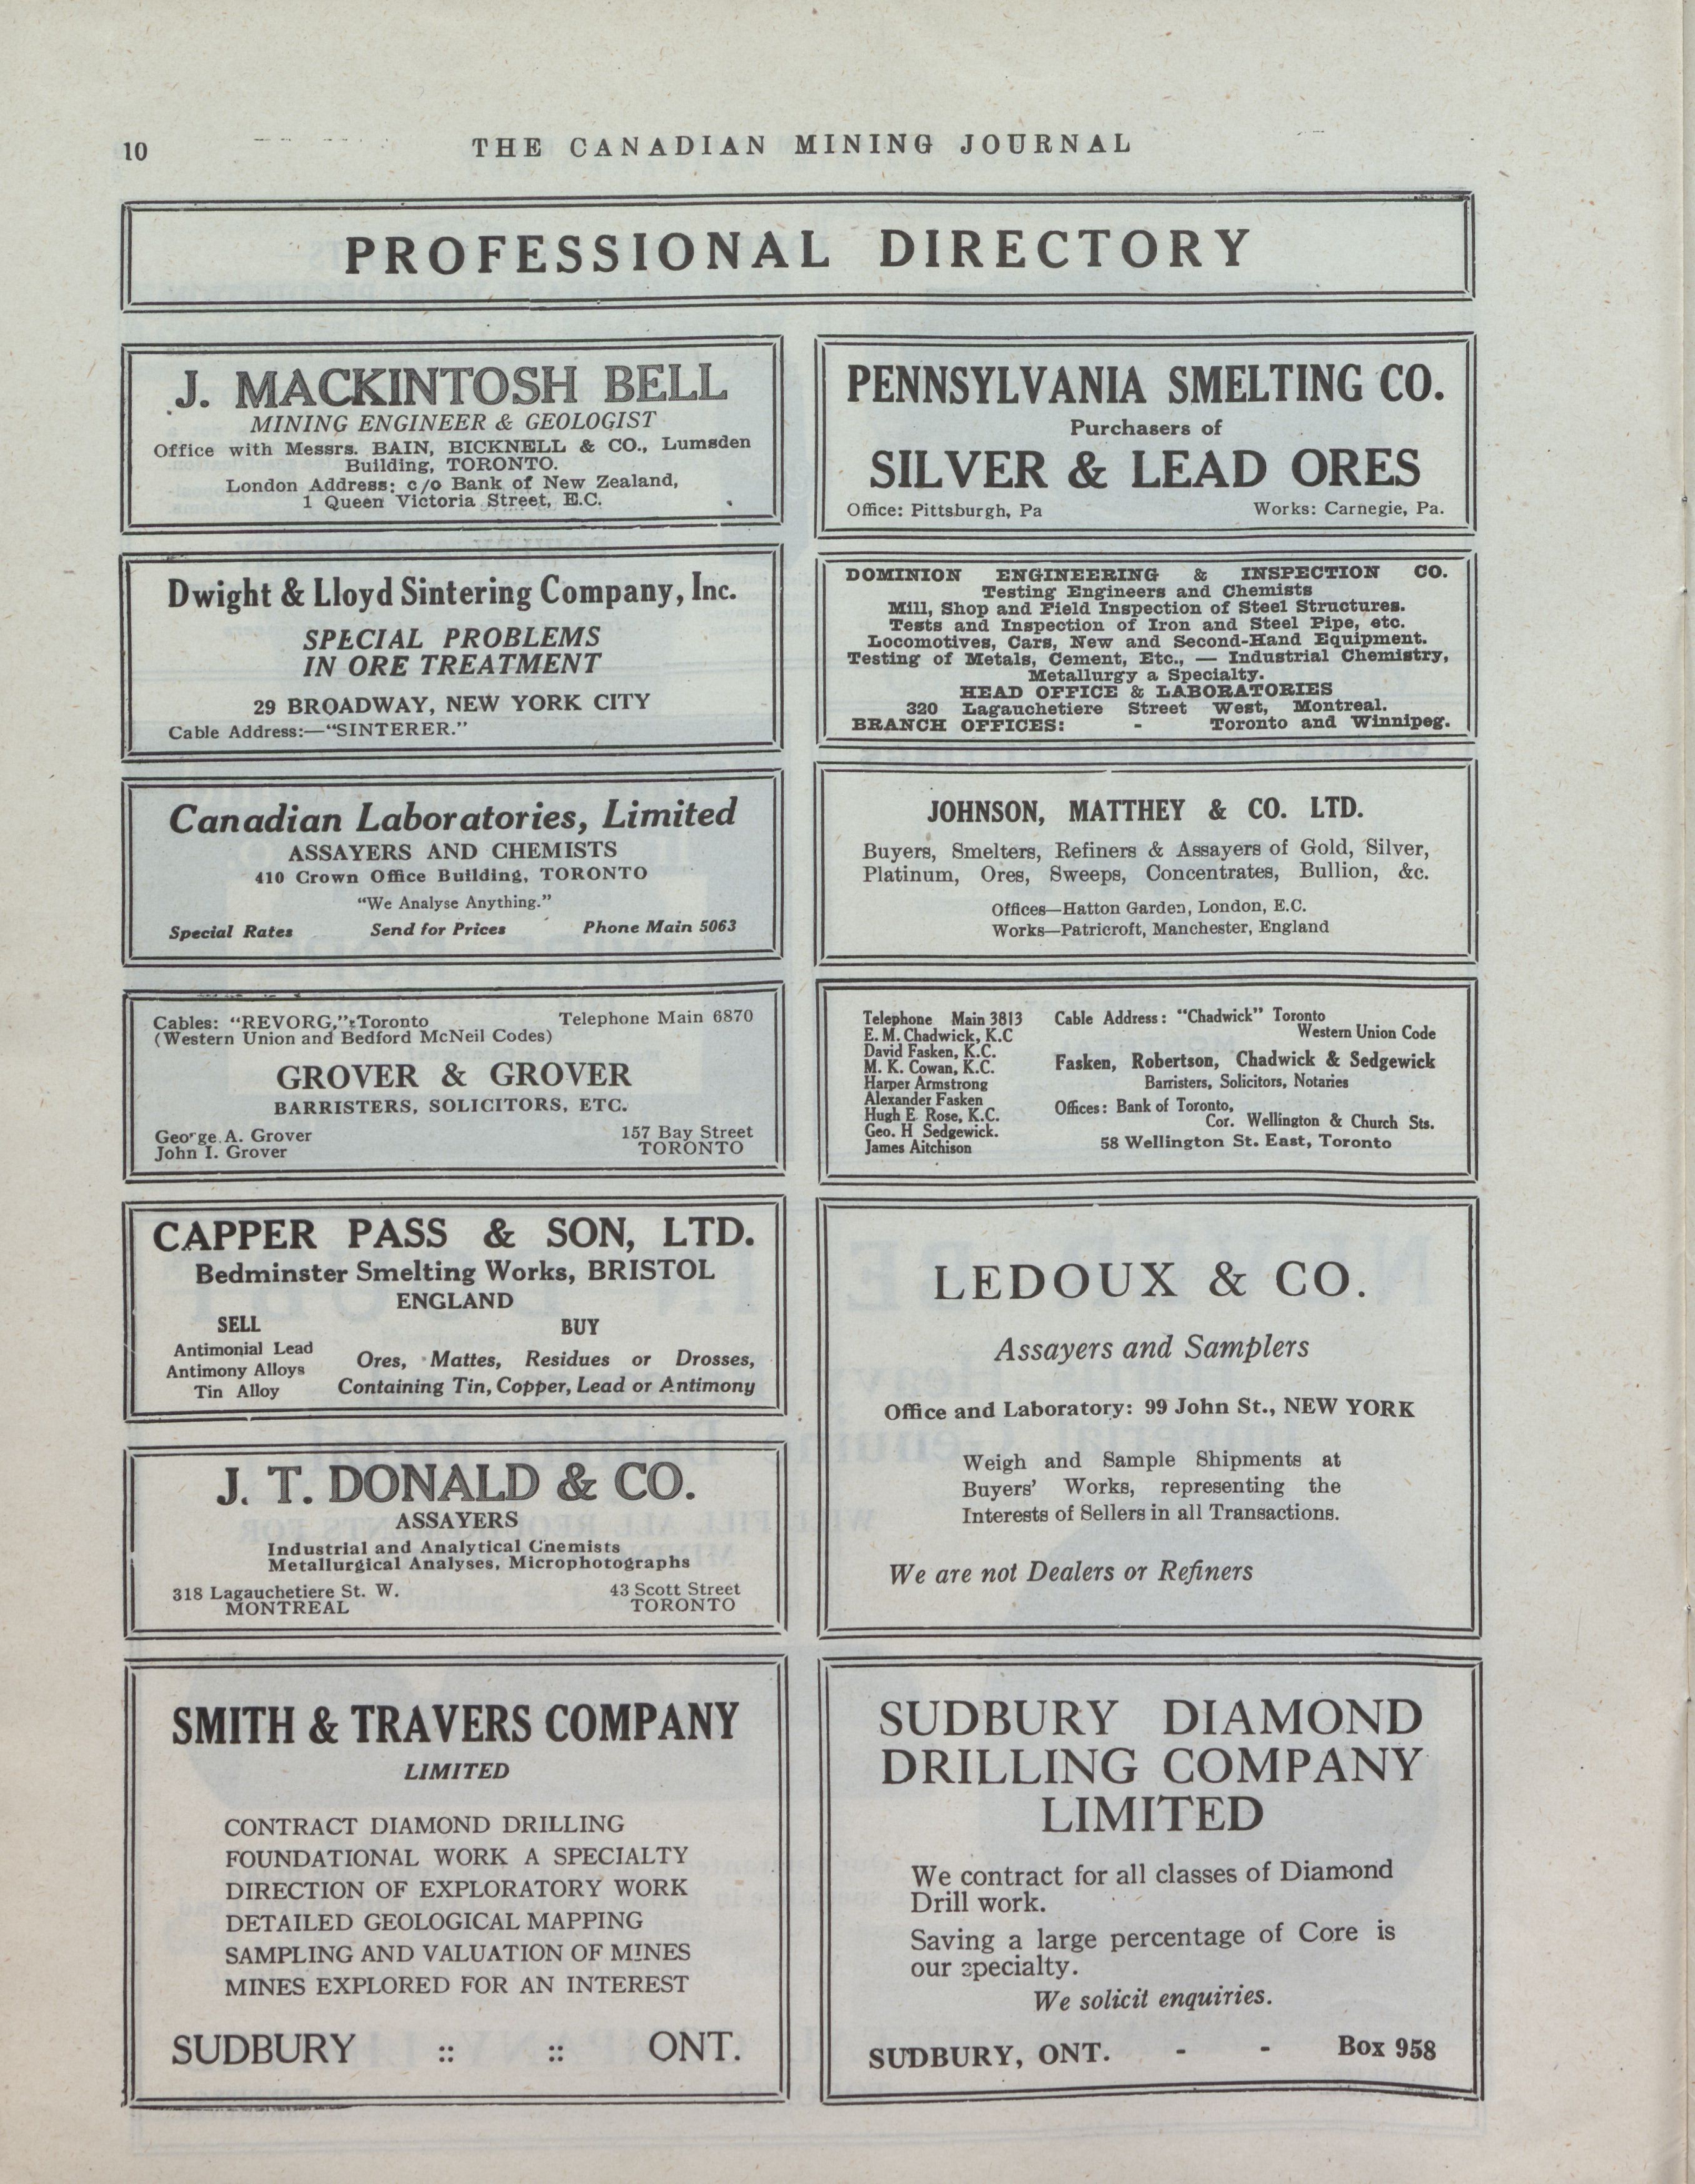 10
THE CANADIAN MINING JOURNAL
PROFESSIONAL DIRECTORY
J. MACKINTOSH BELL
MINING ENGINEER & GEOLOGIST
Office with Messrs. BAIN, BICKNELL & CO., Lumsden
Building, TORONTO.
London Address: c/o Bank of New Zealand,
1 Queen Victoria Street, E.C.
PENNSYLVANIA SMELTING CO.
Purchasers of
SILVER & LEAD ORES
Office: Pittsburgh, Pa Works: Carnegie, Pa.
Dwight & Lloyd Sintering Company, Inc.
SPECIAL PROBLEMS
IN ORE TREATMENT
29 BROADWAY, NEW YORK CITY
Cable Address:—"SINTERER."
DOMINION ENGINEERING & INSPECTION CO.
Testing Engineers and Chemists
Mill, Shop and Field Inspection of Steel Structures.
Tests and Inspection of Iron and Steel Pipe, etc.
Locomotives, Cars, New and Second-Hand Equipment.
Testing of Metals, Cement, Etc., — Industrial Chemistry,
Metallurgy a Specialty.
HEAD OFFICE & LABORATORIES
320 Lagauchetiere Street West, Montreal.
BRANCH OFFICES: - Toronto and Winnipeg.
Canadian Laboratories, Limited
ASSAYERS AND CHEMISTS
410 Crown Office Building, TORONTO
"We Analyse Anything."
Special Rates Send for Prices Phone Main 5063
JOHNSON, MATTHEY & CO. LTD.
Buyers, Smelters, Refiners & Assayers of Gold, Silver,
Platinum, Ores, Sweeps, Concentrates, Bullion, &c.
Offices—Hatton Garden, London, E.C.
Works—Patricroft, Manchester, England
Cables: "REVORG," Toronto Telephone Main 6870
(Western Union and Bedford McNeil Codes)
GROVER & GROVER
BARRISTERS, SOLICITORS, ETC.
George A. Grover 157 Bay Street
John I. Grover TORONTO
Telephone Main 3813
E. M. Chadwick, K.C
David Fasken, K.C.
M. K. Cowan, K.C.
Harper Armstrong
Alexander Fasken
Hugh E. Rose, K.C.
Geo. H Sedgewick.
James Aitchison
Cable Address: "Chadwick" Toronto
Western Union Code
Fasken, Robertson, Chadwick & Sedgewick
Barristers, Solicitors, Notaries
Offices: Bank of Toronto,
Cor. Wellington & Church Sts.
58 Wellington St. East, Toronto
CAPPER PASS & SON, LTD.
Bedminster Smelting Works, BRISTOL
ENGLAND
SELL
Antimonial Lead
Antimony Alloys
Tin Alloy
BUY
Ores, Mattes, Residues or Drosses,
Containing Tin, Copper, Lead or Antimony
LEDOUX & CO.
Assayers and Samplers
Office and Laboratory: 99 John St., NEW YORK
Weigh and Sample Shipments at
Buyers' Works, representing the
Interests of Sellers in all Transactions.
We are not Dealers or Refiners
J. T. DONALD & CO.
ASSAYERS
Industrial and Analytical Chemists
Metallurgical Analyses, Microphotographs
318 Lagauchetiere St. W. 43 Scott Street
MONTREAL TORONTO
SMITH & TRAVERS COMPANY
LIMITED
CONTRACT DIAMOND DRILLING
FOUNDATIONAL WORK A SPECIALTY
DIRECTION OF EXPLORATORY WORK
DETAILED GEOLOGICAL MAPPING
SAMPLING AND VALUATION OF MINES
MINES EXPLORED FOR AN INTEREST
SUDBURY :: :: ONT.
SUDBURY DIAMOND
DRILLING COMPANY
LIMITED
We contract for all classes of Diamond
Drill work.
Saving a large percentage of Core is
our specialty.
We solicit enquiries.
SUDBURY, ONT. - - Box 958